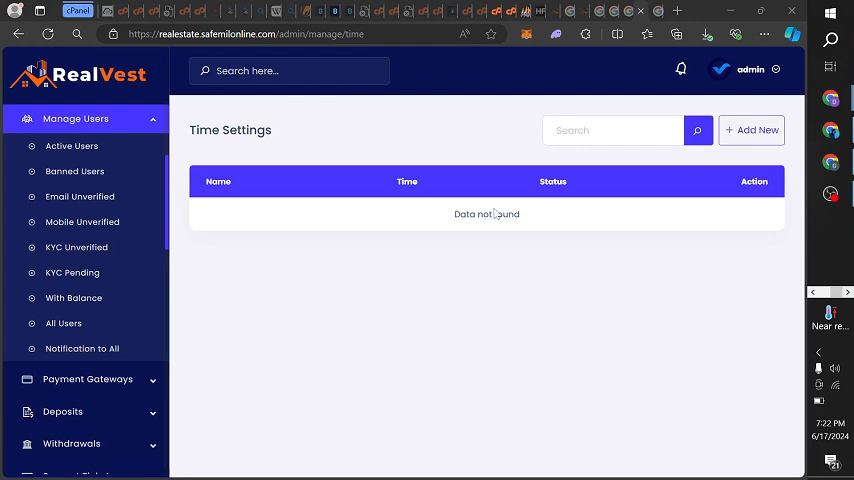 cPanel
https://realestate.safemilonline.com/admin/manage/time
RealVest
Search here...
admin
Manage Users
Active Users
Banned Users
Email Unverified
Mobile Unverified
KYC Unverified
KYC Pending
With Balance
All Users
Notification to All
Payment Gateways
Deposits
Withdrawals
Time Settings
Search
+ Add New
Name Time Status Action
Data not found
Near re...
7:22 PM
6/17/2024
21